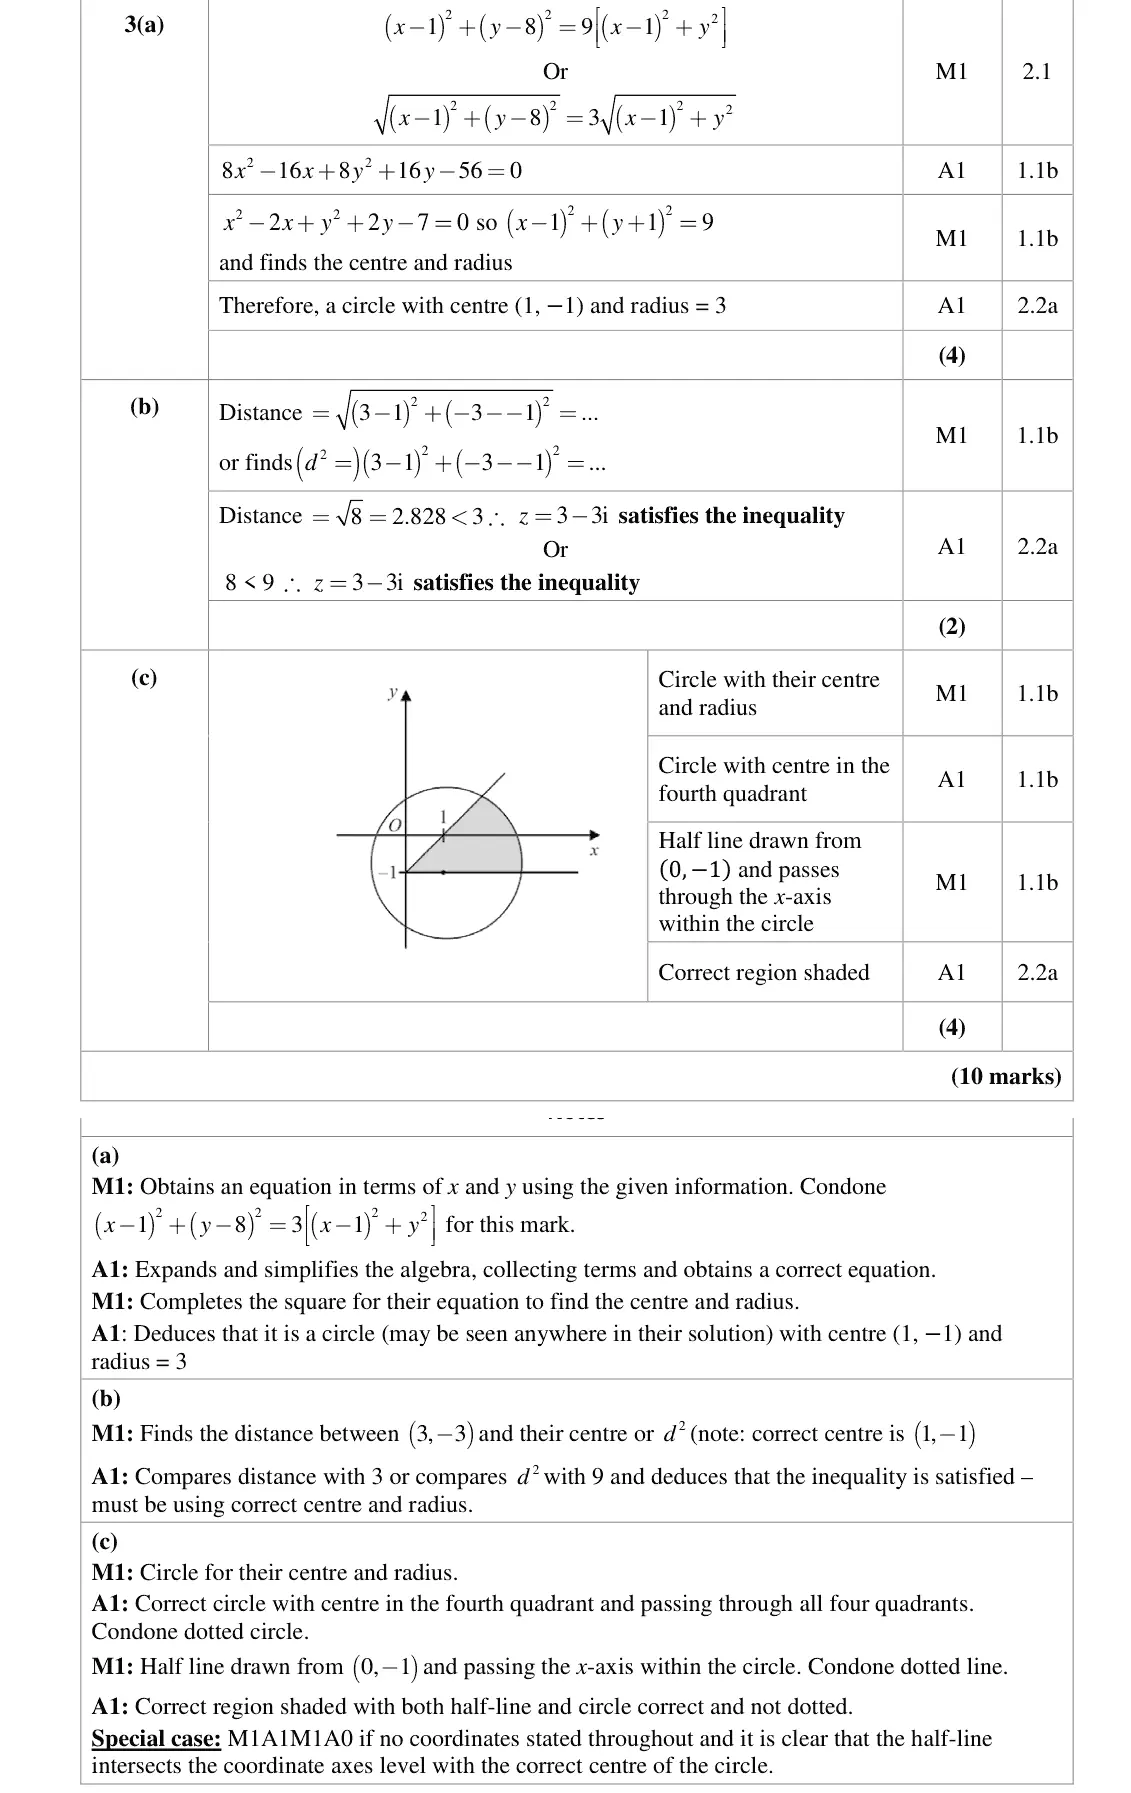 3(a)
(x−1)² + (y−8)² = 9[(x−1)² + y²]
Or
√((x−1)² + (y−8)²) = 3√((x−1)² + y²)
M1 2.1
8x² −16x + 8y² +16y − 56 = 0 A1 1.1b
x² − 2x + y² + 2y − 7 = 0 so (x−1)² + (y+1)² = 9
and finds the centre and radius
M1 1.1b
Therefore, a circle with centre (1, −1) and radius = 3 A1 2.2a
(4)
(b)
Distance = √((3−1)² + (−3−−1)²) = ...
or finds (d² =)(3−1)² + (−3−−1)² = ...
M1 1.1b
Distance = √8 = 2.828 < 3 ∴ z = 3 − 3i satisfies the inequality
Or
8 < 9 ∴ z = 3 − 3i satisfies the inequality
A1 2.2a
(2)
(c)
y
O
1
x
−1
Circle with their centre
and radius
M1 1.1b
Circle with centre in the
fourth quadrant
A1 1.1b
Half line drawn from
(0, −1) and passes
through the x-axis
within the circle
M1 1.1b
Correct region shaded A1 2.2a
(4)
(10 marks)
(a)
M1: Obtains an equation in terms of x and y using the given information. Condone
(x−1)² + (y−8)² = 3[(x−1)² + y²] for this mark.
A1: Expands and simplifies the algebra, collecting terms and obtains a correct equation.
M1: Completes the square for their equation to find the centre and radius.
A1: Deduces that it is a circle (may be seen anywhere in their solution) with centre (1, −1) and
radius = 3
(b)
M1: Finds the distance between (3, −3) and their centre or d² (note: correct centre is (1, −1)
A1: Compares distance with 3 or compares d² with 9 and deduces that the inequality is satisfied –
must be using correct centre and radius.
(c)
M1: Circle for their centre and radius.
A1: Correct circle with centre in the fourth quadrant and passing through all four quadrants.
Condone dotted circle.
M1: Half line drawn from (0, −1) and passing the x-axis within the circle. Condone dotted line.
A1: Correct region shaded with both half-line and circle correct and not dotted.
Special case: M1A1M1A0 if no coordinates stated throughout and it is clear that the half-line
intersects the coordinate axes level with the correct centre of the circle.